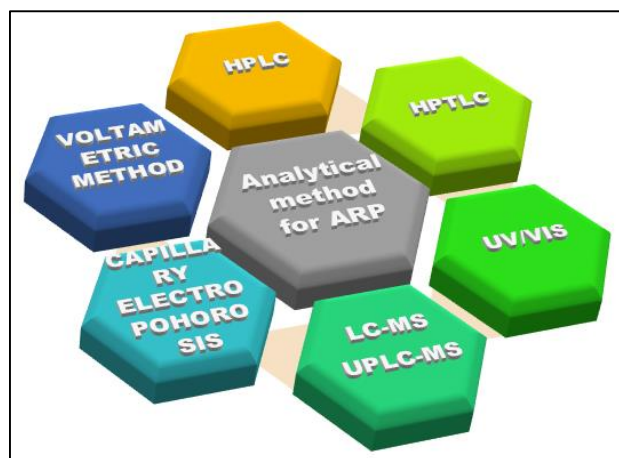 HPLC
HPTLC
VOLTAM
ETRIC
METHOD
Analytical
method
for ARP
UV/VIS
CAPILLA
RY
ELECTRO
POHORO
SIS
LC-MS
UPLC-MS